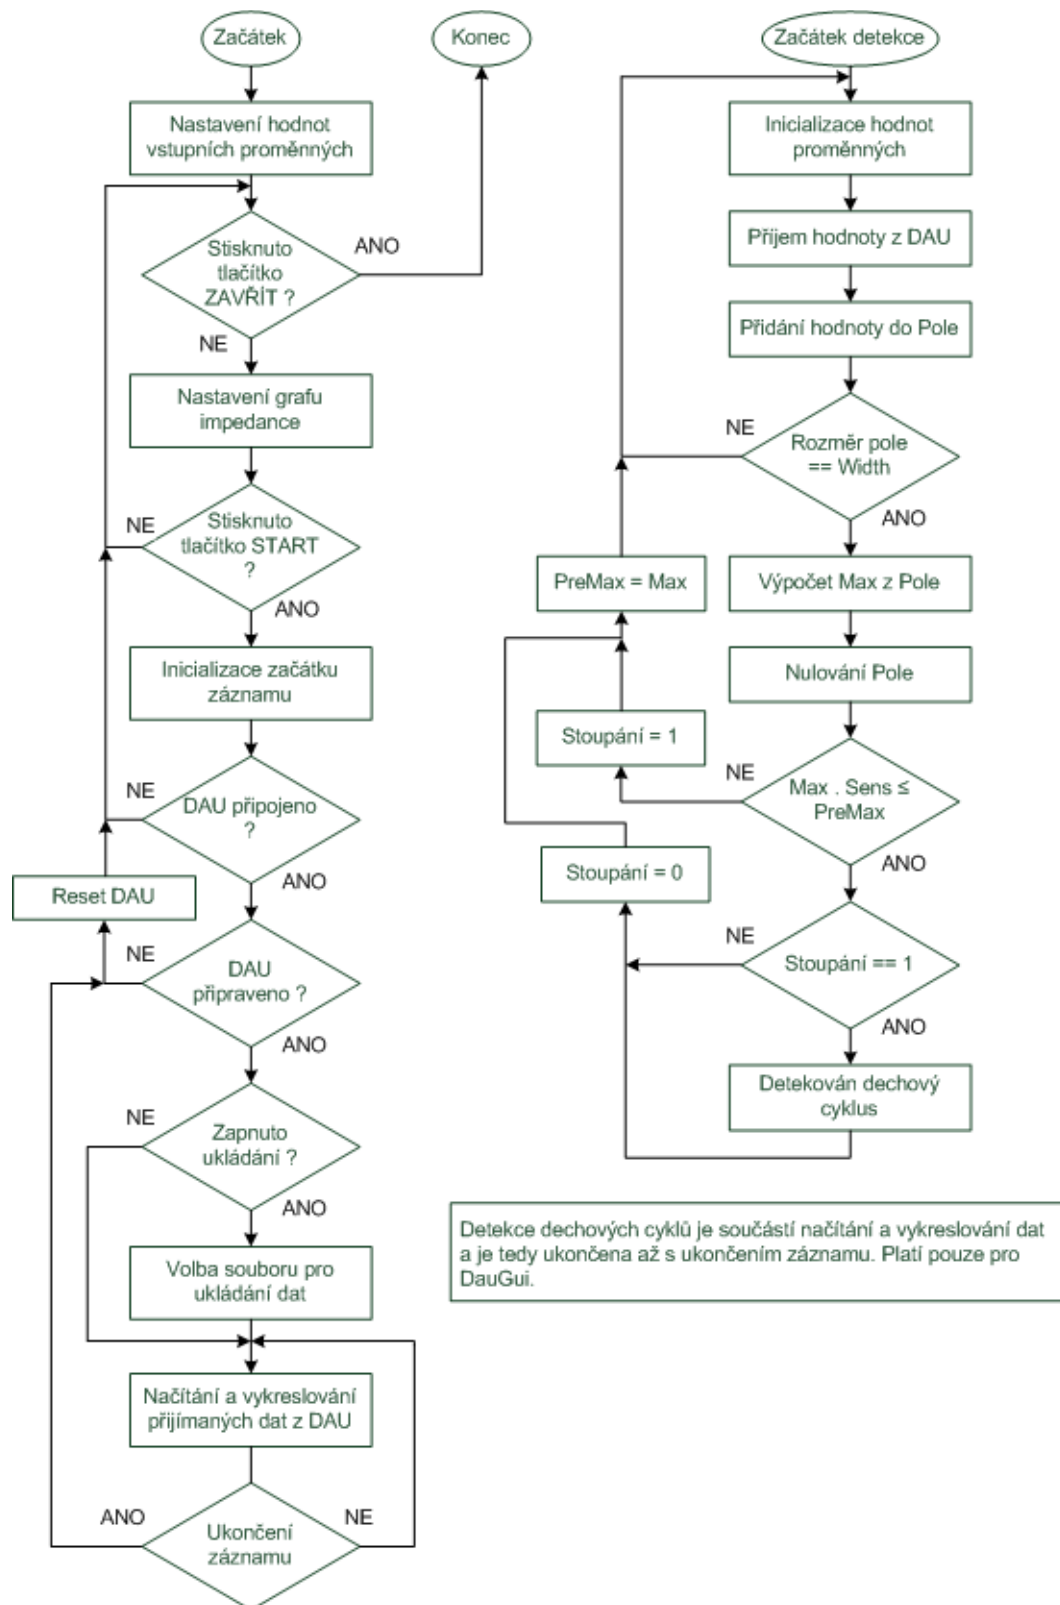 Začátek
Nastavení hodnot
vstupních proměnných
Stisknuto
tlačítko
ZAVŘÍT ?
ANO
Konec
NE
Nastavení grafu
impedance
Stisknuto
tlačítko START
?
NE
ANO
Inicializace začátku
záznamu
DAU připojeno
?
NE
ANO
Reset DAU
DAU
připraveno ?
NE
ANO
Zapnuto
ukládání ?
NE
ANO
Volba souboru pro
ukládání dat
Načítání a vykreslování
přijímaných dat z DAU
Ukončení
záznamu
ANO
NE
Začátek detekce
Inicializace hodnot
proměnných
Příjem hodnoty z DAU
Přidání hodnoty do Pole
Rozměr pole
== Width
NE
ANO
Výpočet Max z Pole
Nulování Pole
Max . Sens ≤
PreMax
NE
ANO
PreMax = Max
Stoupání = 1
Stoupání = 0
Stoupání == 1
NE
ANO
Detekován dechový
cyklus
Detekce dechových cyklů je součástí načítání a vykreslování dat
a je tedy ukončena až s ukončením záznamu. Platí pouze pro
DauGui.